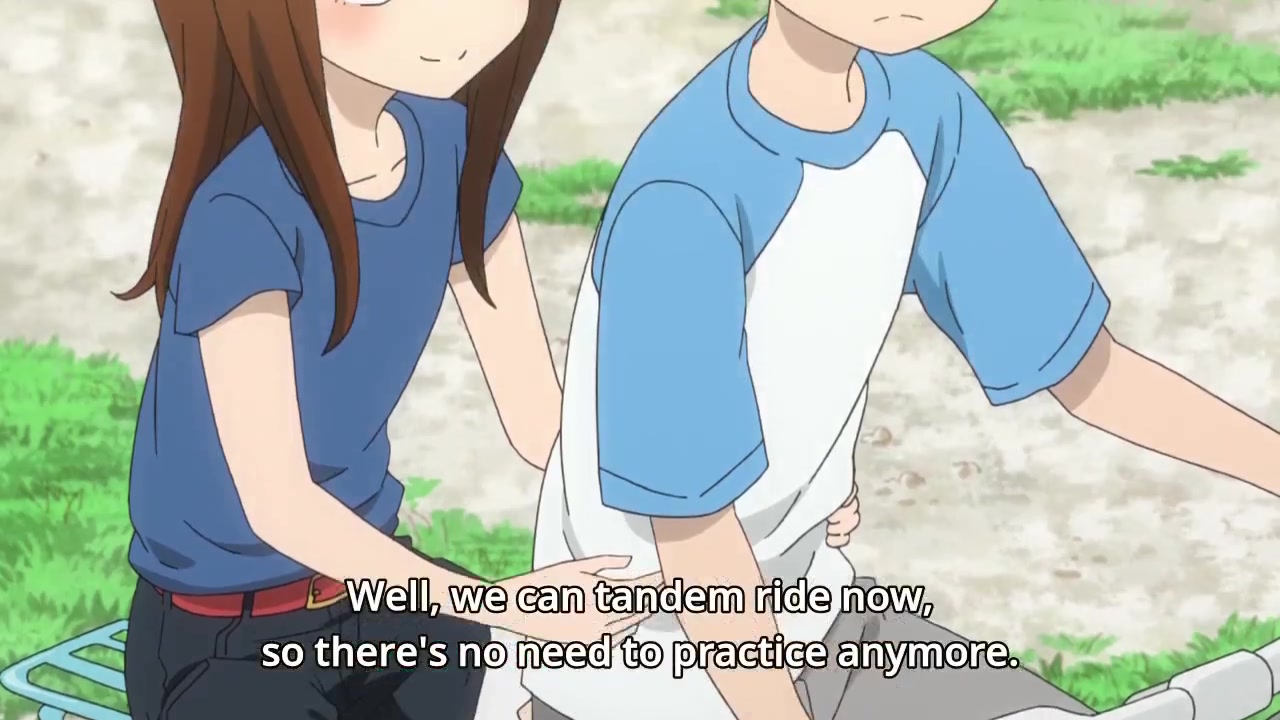 Well, we can tandem ride now,
so there's no need to practice anymore.